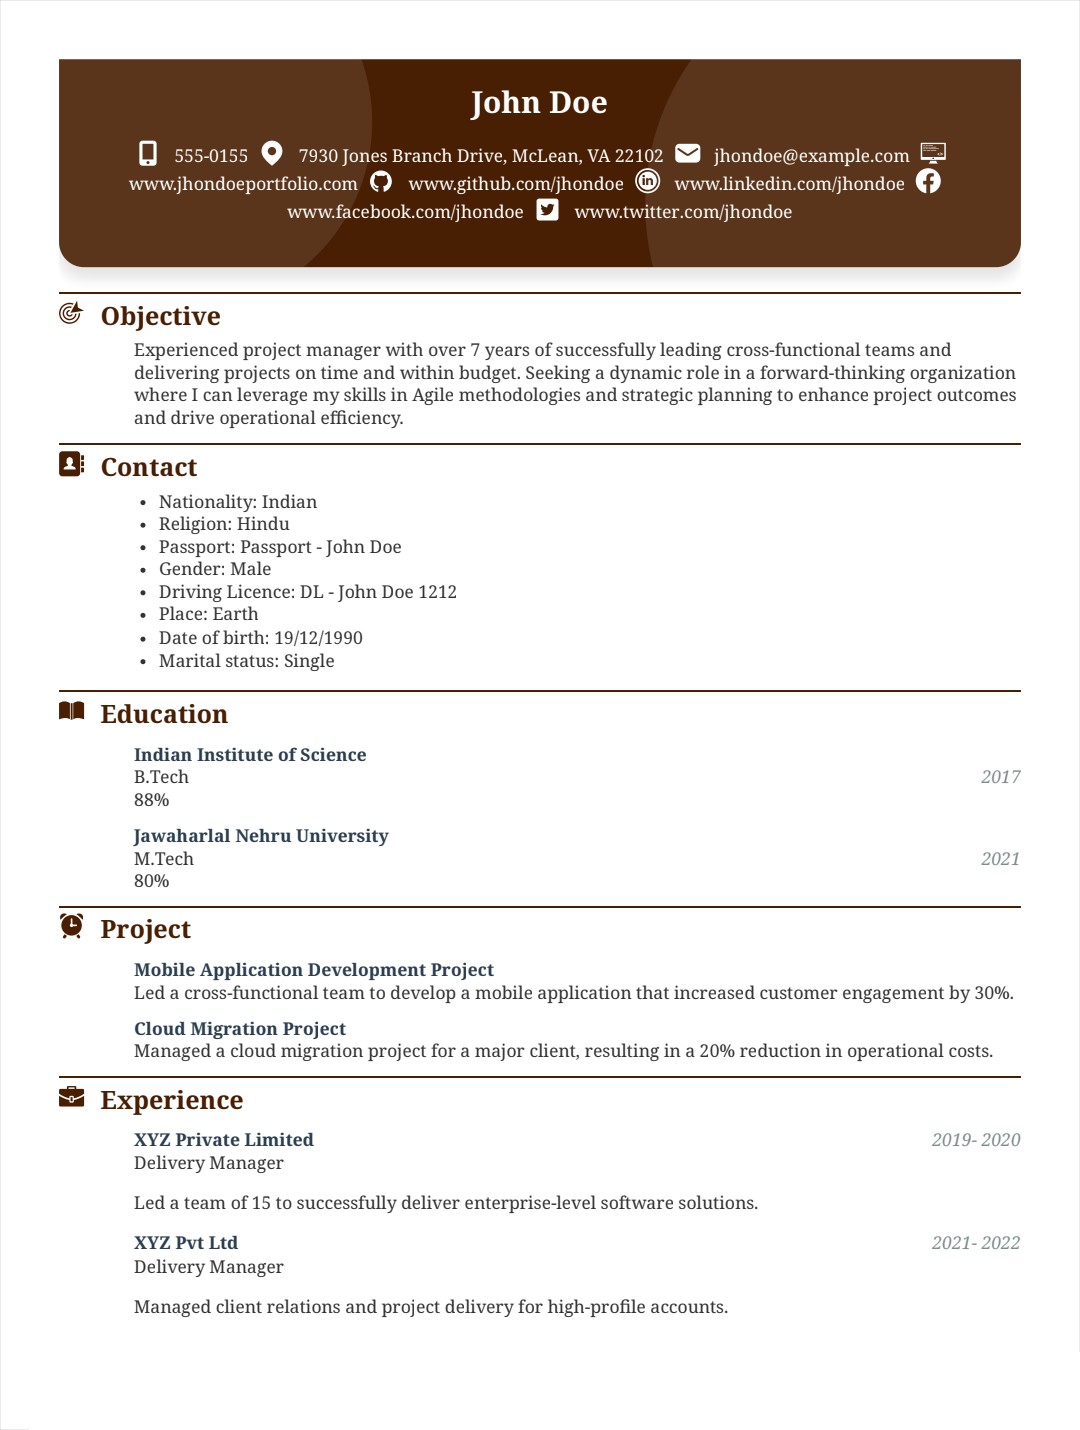 John Doe
555-0155 7930 Jones Branch Drive, McLean, VA 22102 jhondoe@example.com
www.jhondoeportfolio.com www.github.com/jhondoe www.linkedin.com/jhondoe
www.facebook.com/jhondoe www.twitter.com/jhondoe
Objective
Experienced project manager with over 7 years of successfully leading cross-functional teams and
delivering projects on time and within budget. Seeking a dynamic role in a forward-thinking organization
where I can leverage my skills in Agile methodologies and strategic planning to enhance project outcomes
and drive operational efficiency.
Contact
• Nationality: Indian
• Religion: Hindu
• Passport: Passport - John Doe
• Gender: Male
• Driving Licence: DL - John Doe 1212
• Place: Earth
• Date of birth: 19/12/1990
• Marital status: Single
Education
Indian Institute of Science
B.Tech 2017
88%
Jawaharlal Nehru University
M.Tech 2021
80%
Project
Mobile Application Development Project
Led a cross-functional team to develop a mobile application that increased customer engagement by 30%.
Cloud Migration Project
Managed a cloud migration project for a major client, resulting in a 20% reduction in operational costs.
Experience
XYZ Private Limited 2019- 2020
Delivery Manager
Led a team of 15 to successfully deliver enterprise-level software solutions.
XYZ Pvt Ltd 2021- 2022
Delivery Manager
Managed client relations and project delivery for high-profile accounts.